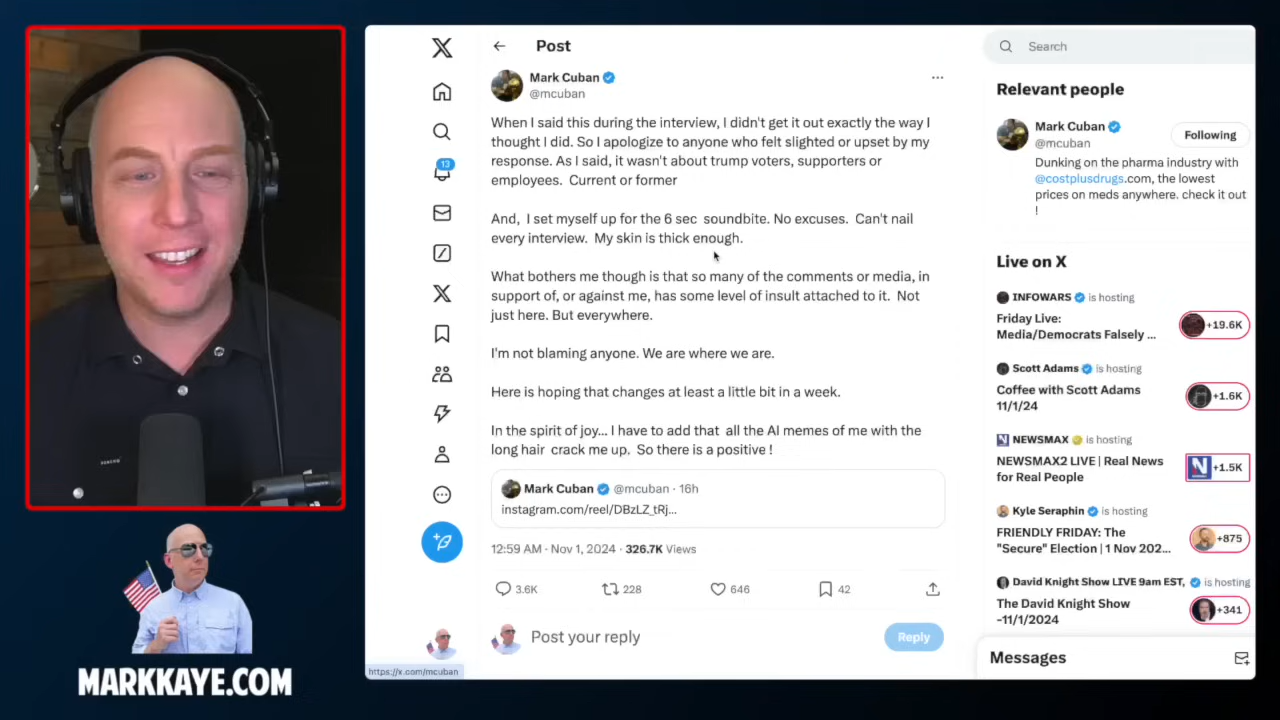 Post
Mark Cuban
@mcuban
When I said this during the interview, I didn't get it out exactly the way I
thought I did. So I apologize to anyone who felt slighted or upset by my
response. As I said, it wasn't about trump voters, supporters or
employees. Current or former
And, I set myself up for the 6 sec soundbite. No excuses. Can't nail
every interview. My skin is thick enough.
What bothers me though is that so many of the comments or media, in
support of, or against me, has some level of insult attached to it. Not
just here. But everywhere.
I'm not blaming anyone. We are where we are.
Here is hoping that changes at least a little bit in a week.
In the spirit of joy... I have to add that all the AI memes of me with the
long hair crack me up. So there is a positive !
Mark Cuban @mcuban · 16h
instagram.com/reel/DBzLZ_tRj...
12:59 AM · Nov 1, 2024 · 326.7K Views
3.6K 228 646 42
Post your reply
Reply
https://x.com/mcuban
13
Search
Relevant people
Mark Cuban
@mcuban
Following
Dunking on the pharma industry with
@costplusdrugs.com, the lowest
prices on meds anywhere. check it out
!
Live on X
INFOWARS is hosting
Friday Live:
Media/Democrats Falsely ...
+19.6K
Scott Adams is hosting
Coffee with Scott Adams
11/1/24
+1.6K
NEWSMAX is hosting
NEWSMAX2 LIVE | Real News
for Real People
+1.5K
Kyle Seraphin is hosting
FRIENDLY FRIDAY: The
"Secure" Election | 1 Nov 202...
+875
David Knight Show LIVE 9am EST, is hosting
The David Knight Show
-11/1/2024
+341
Messages
MARKKAYE.COM